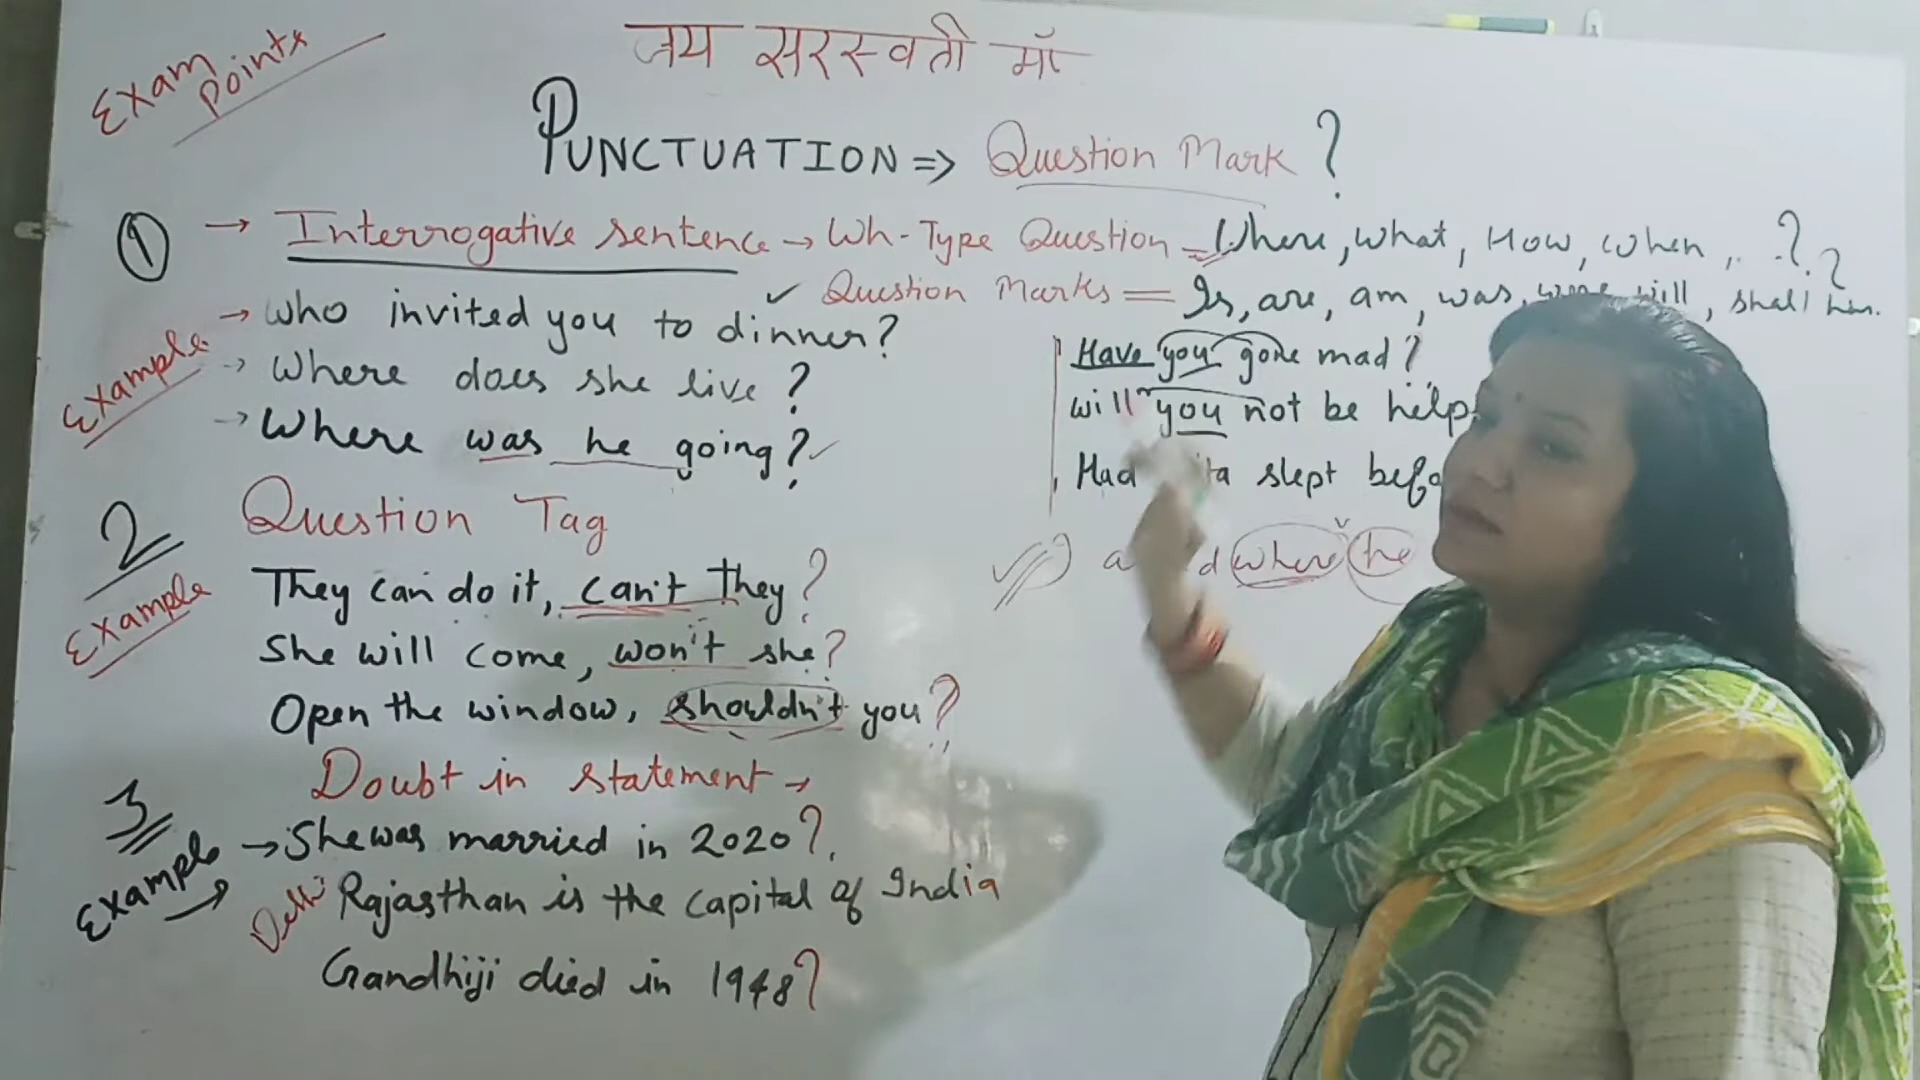 Exam points
जय सरस्वती माँ
PUNCTUATION => Question Mark ?
1 → Interrogative sentence → Wh-Type Question = Where, what, How, when, .. ?
✓ Question Marks = Is, are, am, was, were, will, shall ?
Example
→ who invited you to dinner?
→ Where does she live ?
→ Where was he going? ✓
Have you gone mad ?
will you not be help
Had slept befo
where he
2 Question Tag
Example
They can do it, can't they?
She will come, won't she?
Open the window, shouldn't you?
3 Doubt in statement →
Example → → She was married in 2020?
Delhi Rajasthan is the capital of India
Gandhiji died in 1948?